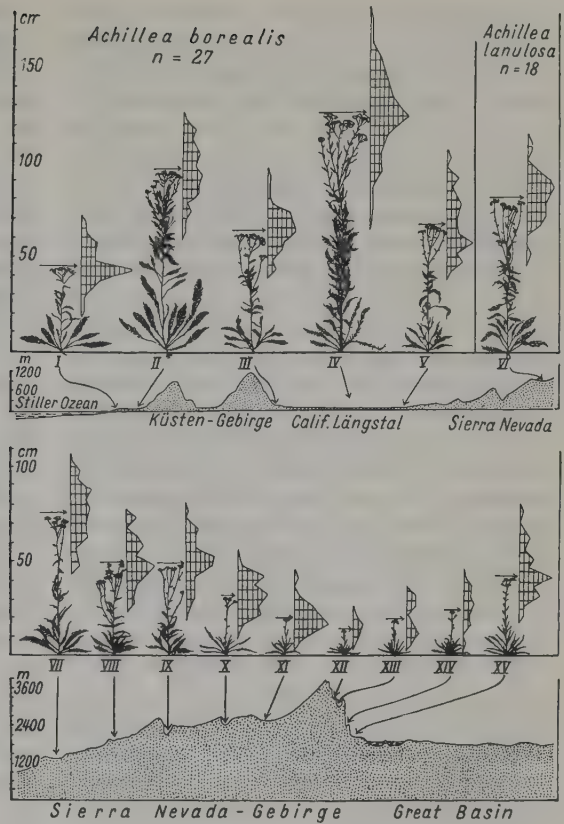 cm
Achillea borealis
n = 27
Achillea
lanulosa
n=18
150
100
50
I
II
III
IV
V
VI
m
1200
600
Stiller Ozean
Küsten-Gebirge
Calif. Längstal
Sierra Nevada
cm
100
50
VII
VIII
IX
X
XI
XII
XIII
XIV
XV
m
3600
2400
1200
Sierra Nevada-Gebirge
Great Basin